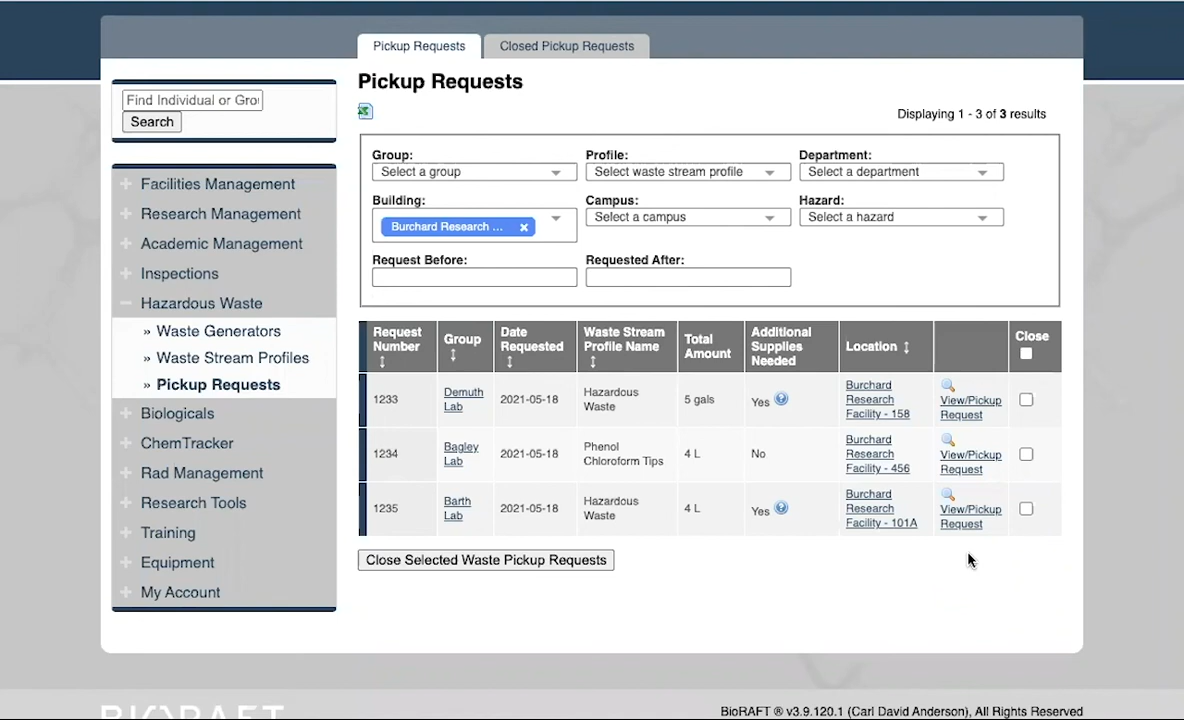 Pickup Requests
Closed Pickup Requests
Pickup Requests
Find Individual or Gro
Search
Displaying 1 - 3 of 3 results
Facilities Management
Research Management
Academic Management
Inspections
Hazardous Waste
» Waste Generators
» Waste Stream Profiles
» Pickup Requests
Biologicals
ChemTracker
Rad Management
Research Tools
Training
Equipment
My Account
Group:
Select a group
Profile:
Select waste stream profile
Department:
Select a department
Building:
Burchard Research ...
Campus:
Select a campus
Hazard:
Select a hazard
Request Before:
Requested After:
Request
Number
Group
Date
Requested
Waste Stream
Profile Name
Total
Amount
Additional
Supplies
Needed
Location
Close
1233
Demuth
Lab
2021-05-18
Hazardous
Waste
5 gals
Yes
Burchard
Research
Facility - 158
View/Pickup
Request
1234
Bagley
Lab
2021-05-18
Phenol
Chloroform Tips
4 L
No
Burchard
Research
Facility - 456
View/Pickup
Request
1235
Barth
Lab
2021-05-18
Hazardous
Waste
4 L
Yes
Burchard
Research
Facility - 101A
View/Pickup
Request
Close Selected Waste Pickup Requests
BIORAFT
BioRAFT ® v3.9.120.1 (Carl David Anderson), All Rights Reserved